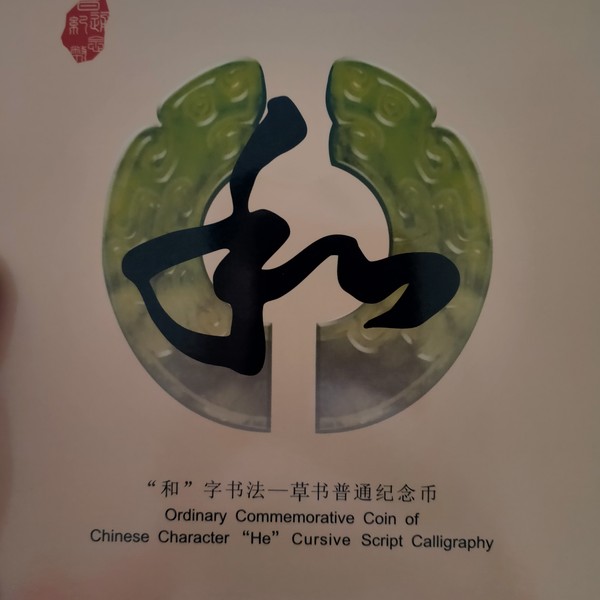 和
“和”字书法—草书普通纪念币
Ordinary Commemorative Coin of
Chinese Character “He” Cursive Script Calligraphy